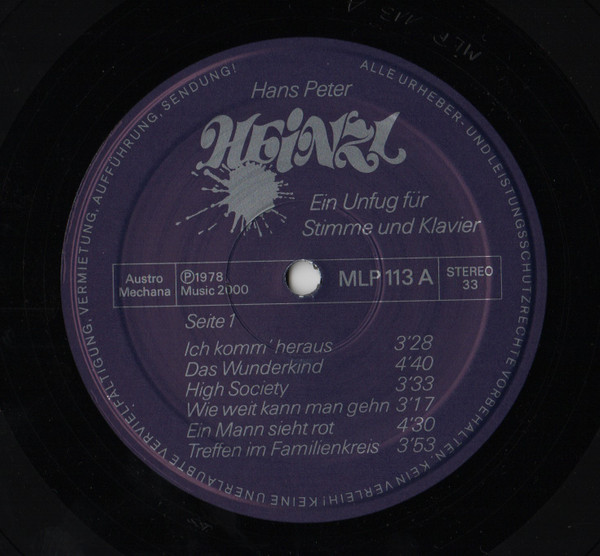 MLP 113 A
ALLE URHEBER- UND LEISTUNGSSCHUTZRECHTE VORBEHALTEN. KEIN VERLEIH! KEINE UNERLAUBTE VERVIELFÄLTIGUNG, VERMIETUNG, AUFFÜHRUNG, SENDUNG!
Hans Peter
HEiNZL
Ein Unfug für
Stimme und Klavier
Austro
Mechana
Ⓟ1978
Music 2000
MLP 113 A
STEREO
33
Seite 1
Ich komm' heraus 3'28
Das Wunderkind 4'40
High Society 3'33
Wie weit kann man gehn 3'17
Ein Mann sieht rot 4'30
Treffen im Familienkreis 3'53